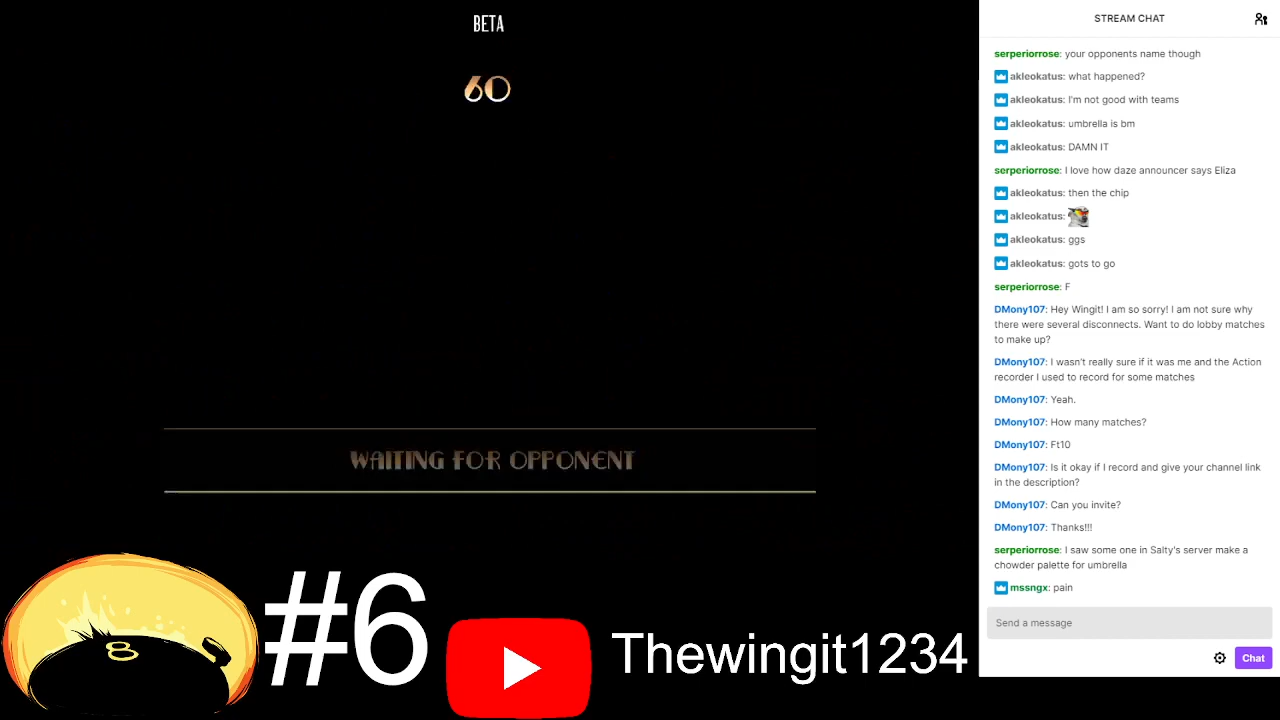 BETA
60
WAITING FOR OPPONENT
8
#6
Thewingit1234
STREAM CHAT
serperiorrose: your opponents name though
akleokatus: what happened?
akleokatus: I'm not good with teams
akleokatus: umbrella is bm
akleokatus: DAMN IT
serperiorrose: I love how daze announcer says Eliza
akleokatus: then the chip
akleokatus:
akleokatus: ggs
akleokatus: gots to go
serperiorrose: F
DMony107: Hey Wingit! I am so sorry! I am not sure why
there were several disconnects. Want to do lobby matches
to make up?
DMony107: I wasn't really sure if it was me and the Action
recorder I used to record for some matches
DMony107: Yeah.
DMony107: How many matches?
DMony107: Ft10
DMony107: Is it okay if I record and give your channel link
in the description?
DMony107: Can you invite?
DMony107: Thanks!!!
serperiorrose: I saw some one in Salty's server make a
chowder palette for umbrella
mssngx: pain
Send a message
Chat